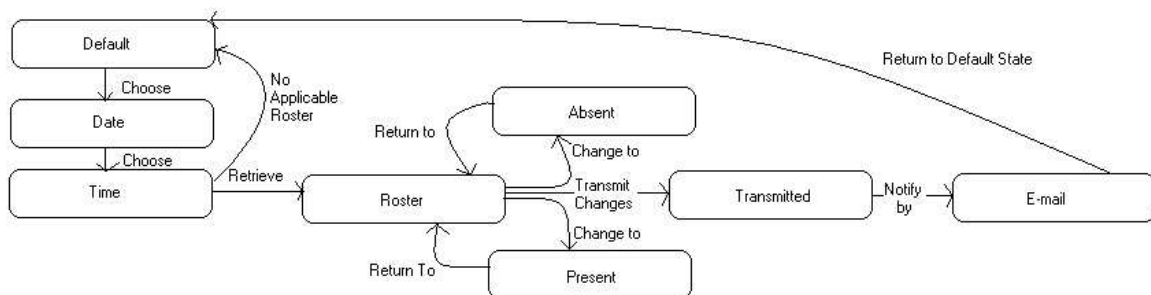 Default
Choose
Date
Choose
Time
No
Applicable
Roster
Retrieve
Roster
Return to
Absent
Change to
Transmit
Changes
Change to
Return To
Present
Transmitted
Notify
by
E-mail
Return to Default State